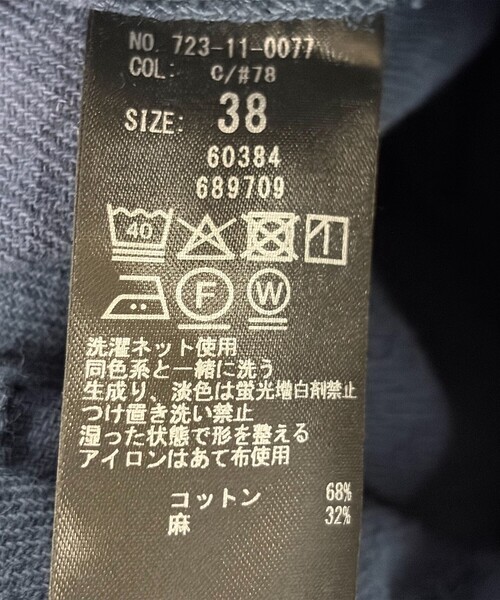 NO. 723-11-0077
COL: C/#78
SIZE: 38
60384
689709
40
F W
洗濯ネット使用
同色系と一緒に洗う
生成り、淡色は蛍光増白剤禁止
つけ置き洗い禁止
湿った状態で形を整える
アイロンはあて布使用
コットン 68%
麻 32%